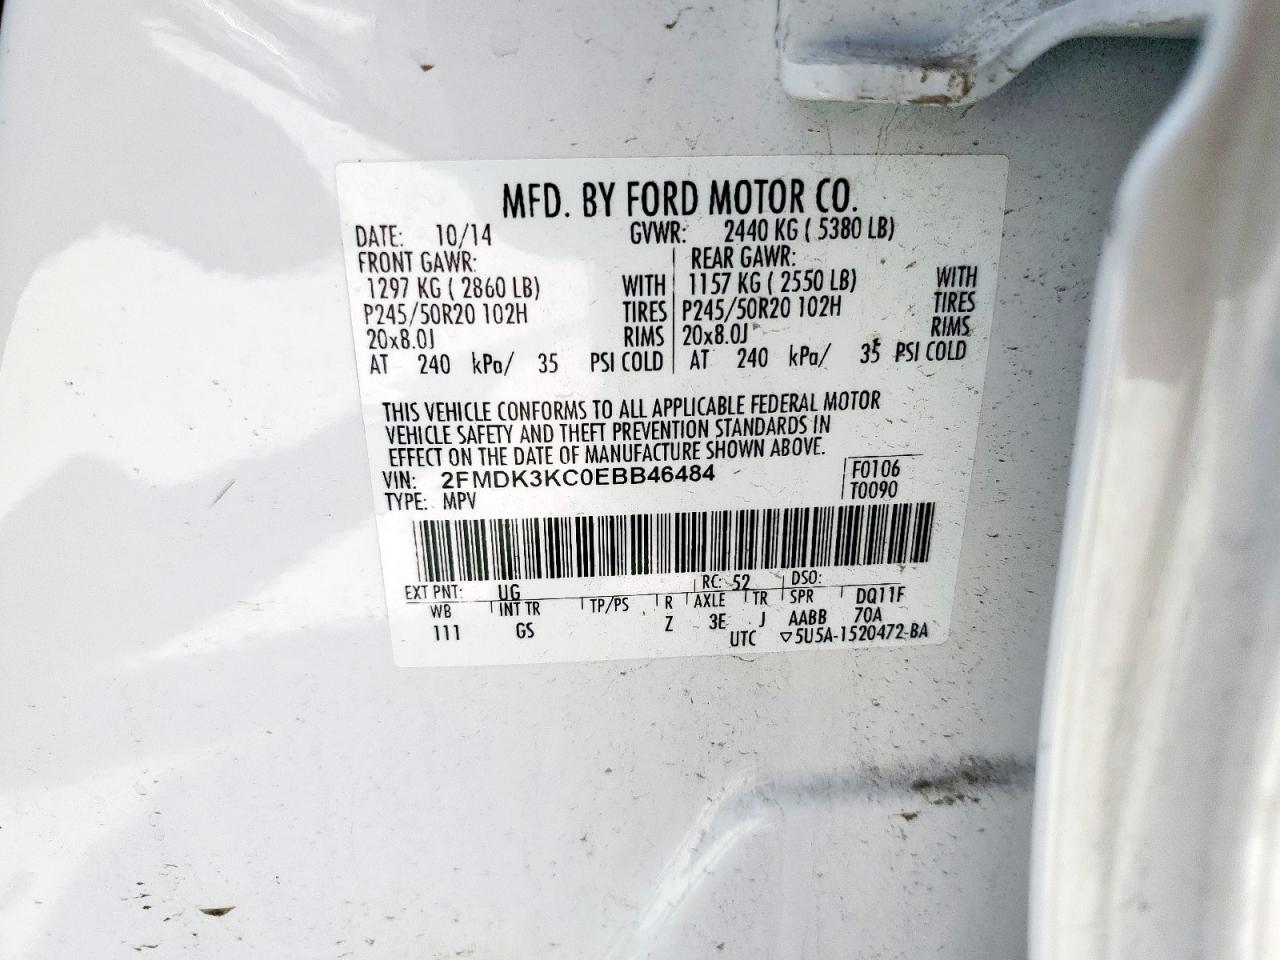 MFD. BY FORD MOTOR CO.
DATE: 10/14 GVWR: 2440 KG ( 5380 LB)
FRONT GAWR: REAR GAWR:
1297 KG ( 2860 LB) WITH 1157 KG ( 2550 LB) WITH
P245/50R20 102H TIRES P245/50R20 102H TIRES
20x8.0J RIMS 20x8.0J RIMS
AT 240 kPa/ 35 PSI COLD AT 240 kPa/ 35 PSI COLD
THIS VEHICLE CONFORMS TO ALL APPLICABLE FEDERAL MOTOR
VEHICLE SAFETY AND THEFT PREVENTION STANDARDS IN
EFFECT ON THE DATE OF MANUFACTURE SHOWN ABOVE.
VIN: 2FMDK3KC0EBB46484 F0106
TYPE: MPV T0090
EXT PNT: UG RC: 52 DSO:
WB INT TR TP/PS R AXLE TR SPR DQ11F
111 GS Z 3E J AABB 70A
UTC ▽5U5A-1520472-BA